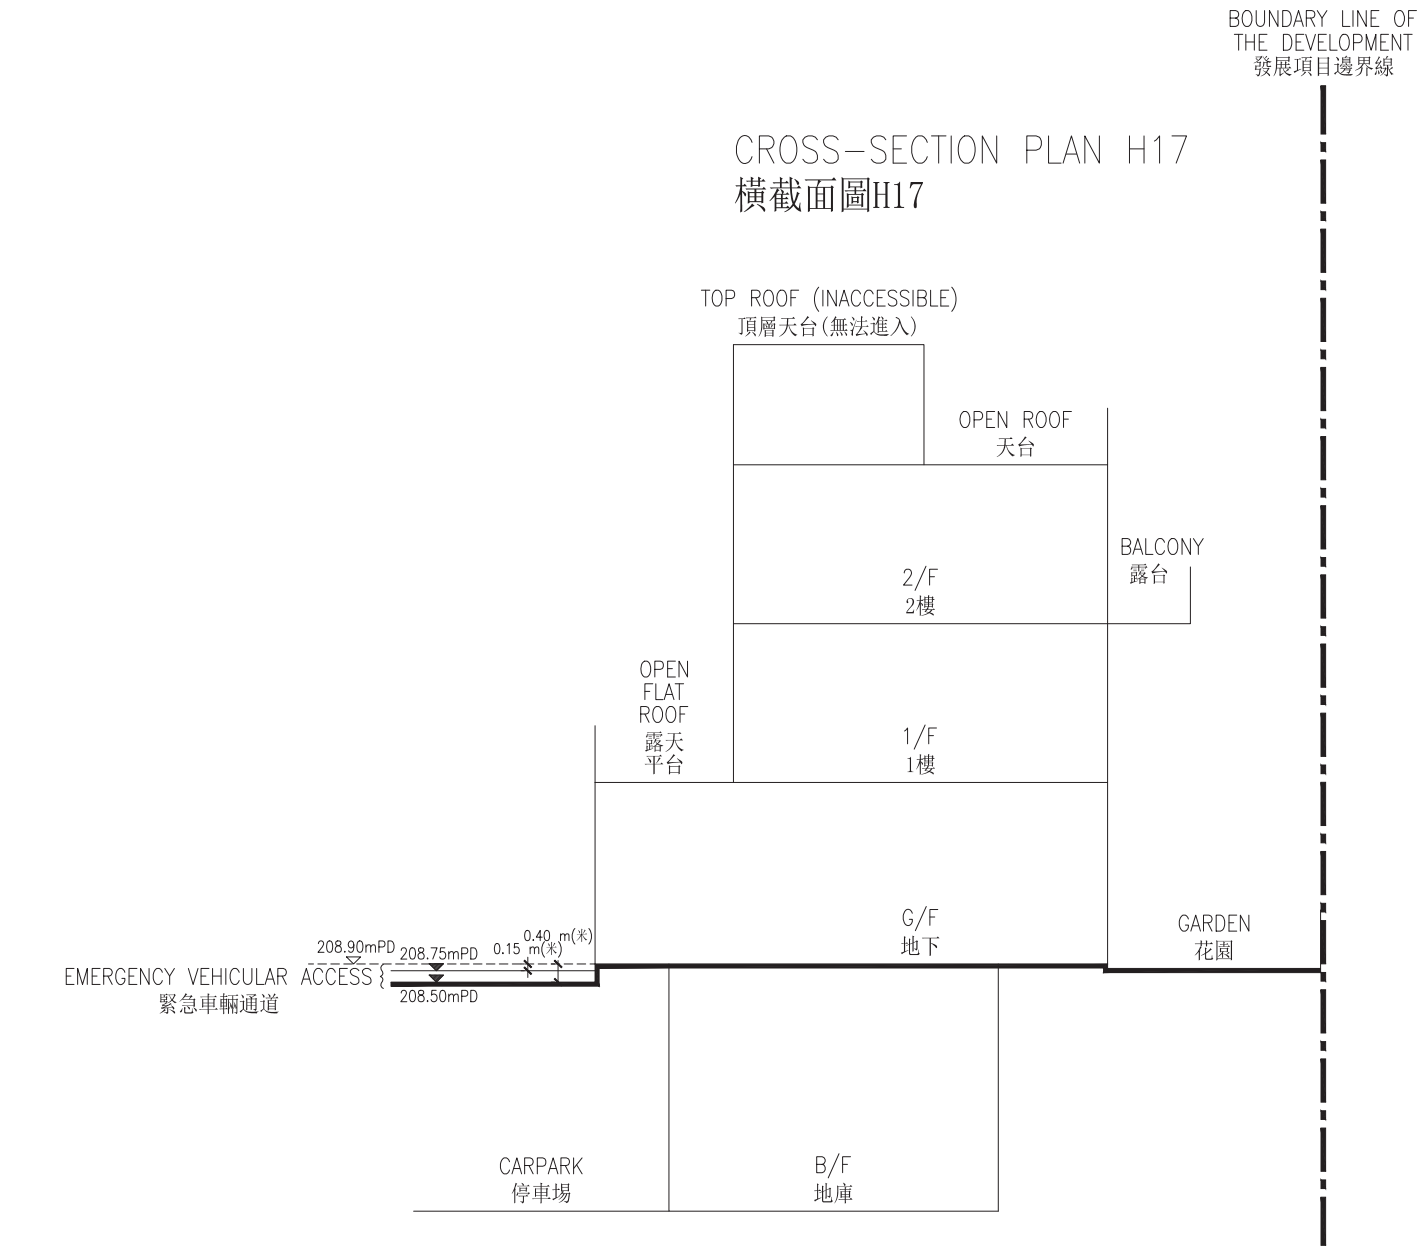 BOUNDARY LINE OF
THE DEVELOPMENT
發展項目邊界線
CROSS-SECTION PLAN H17
橫截面圖H17
TOP ROOF (INACCESSIBLE)
頂層天台(無法進入)
OPEN ROOF
天台
BALCONY
露台
2/F
2樓
OPEN
FLAT
ROOF
露天
平台
1/F
1樓
G/F
地下
GARDEN
花園
0.40 m(米)
0.15 m(米)
208.90mPD
208.75mPD
EMERGENCY VEHICULAR ACCESS
緊急車輛通道
208.50mPD
CARPARK
停車場
B/F
地庫